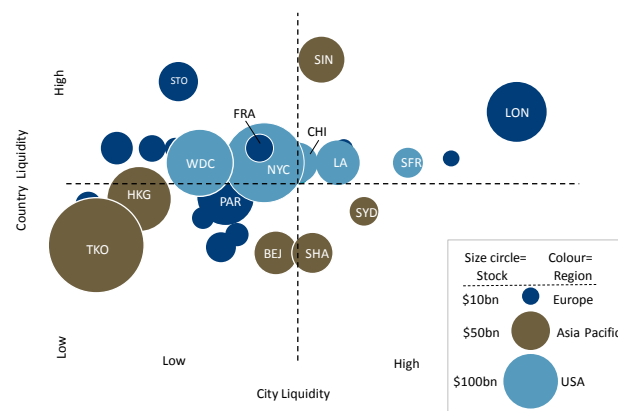 SIN
High
STO
LON
FRA
CHI
WDC
NYC
LA
SFR
Country Liquidity
HKG
PAR
SYD
TKO
BEJ
SHA
Low
Low
High
City Liquidity
Size circle= Colour=
Stock Region
$10bn Europe
$50bn Asia Pacific
$100bn USA